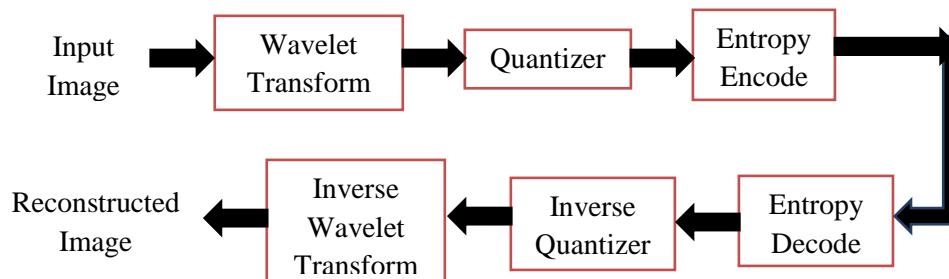 Input
Image
Wavelet
Transform
Quantizer
Entropy
Encode
Reconstructed
Image
Inverse
Wavelet
Transform
Inverse
Quantizer
Entropy
Decode